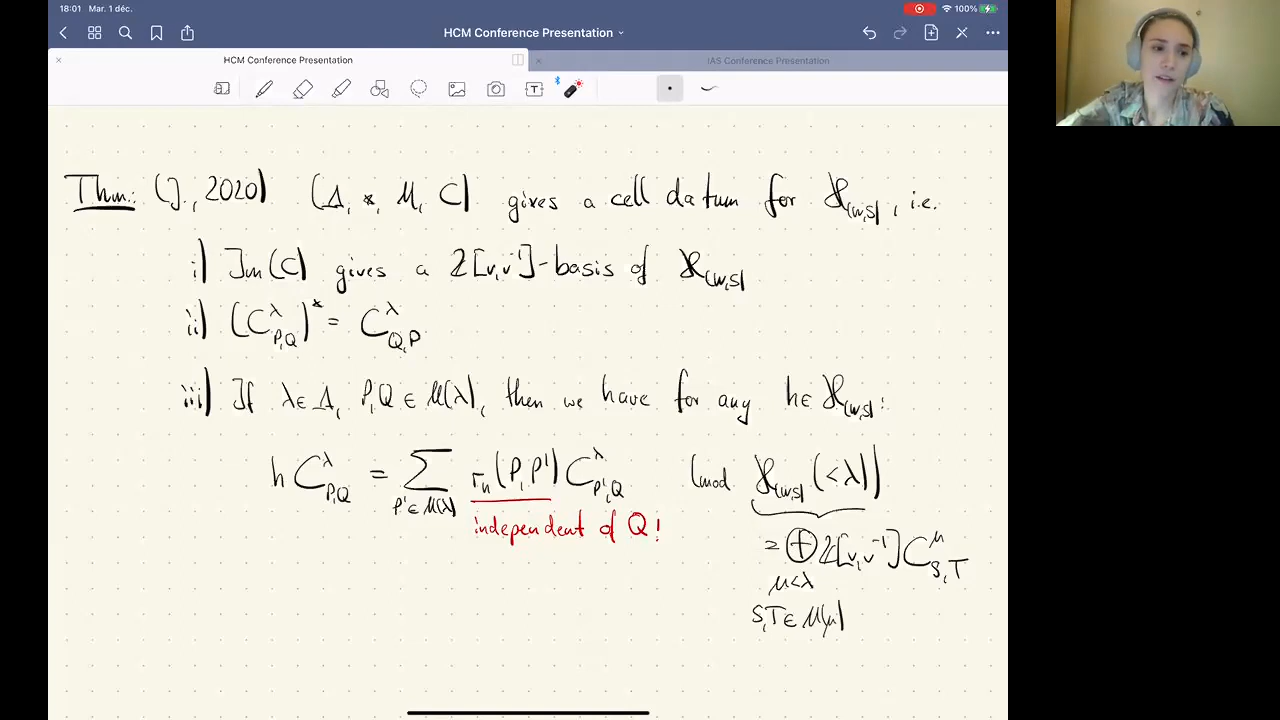 18:01 Mar. 1 déc.
100%
HCM Conference Presentation
HCM Conference Presentation
IAS Conference Presentation
Thm.: (J., 2020) (Λ, *, M, C) gives a cell datum for ℋ(W,S), i.e.
i) Im(C) gives a ℤ[v,v⁻¹]-basis of ℋ(W,S)
ii) (C^λ_{P,Q})* = C^λ_{Q,P}
iii) If λ ∈ Λ, P,Q ∈ M(λ), then we have for any h ∈ ℋ(W,S):
h C^λ_{P,Q} = ∑_{P'∈M(λ)} r_h(P,P') C^λ_{P',Q} (mod ℋ(W,S)(<λ))
independent of Q!
= ⊕ ℤ[v,v⁻¹] C^μ_{S,T}
μ<λ
S,T ∈ M(μ)